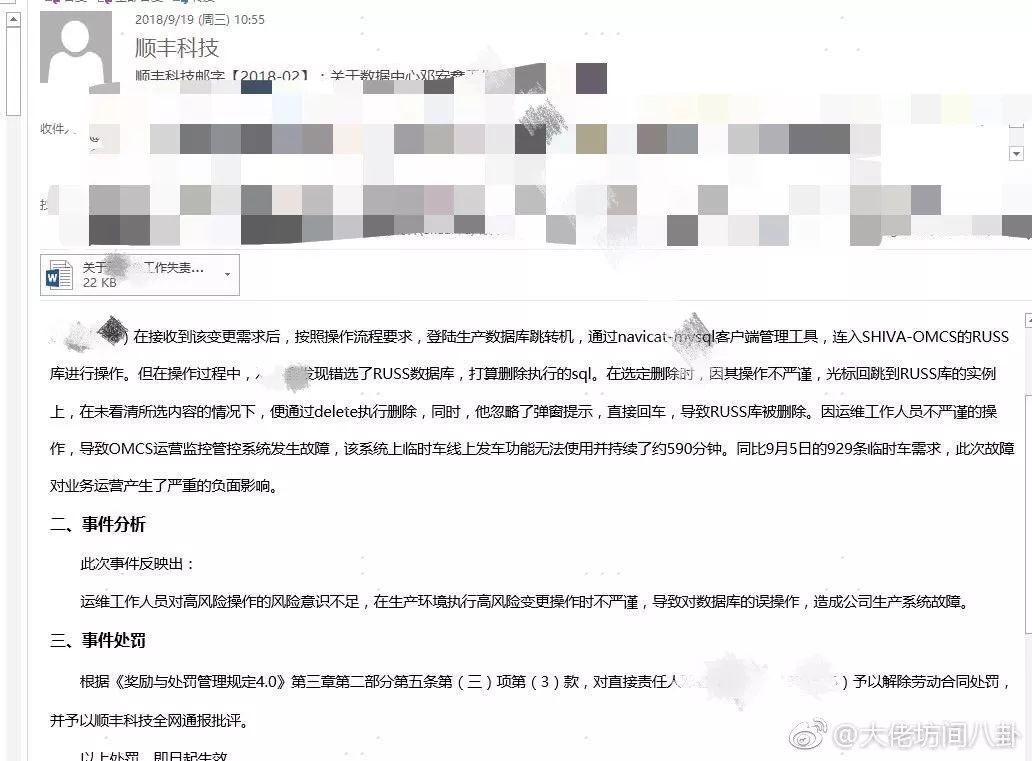 2018/9/19 (周三) 10:55
顺丰科技
顺丰科技邮字【2018-02】：关于数据中心邓
收件人
关于 工作失责...
22 KB
）在接收到该变更需求后，按照操作流程要求，登陆生产数据库跳转机，通过navicat-mysql客户端管理工具，连入SHIVA-OMCS的RUSS
库进行操作。但在操作过程中， 发现错选了RUSS数据库，打算删除执行的sql。在选定删除时，因其操作不严谨，光标回跳到RUSS库的实例
上，在未看清所选内容的情况下，便通过delete执行删除，同时，他忽略了弹窗提示，直接回车，导致RUSS库被删除。因运维工作人员不严谨的操
作，导致OMCS运营监控管控系统发生故障，该系统上临时车线上发车功能无法使用并持续了约590分钟。同比9月5日的929条临时车需求，此次故障
对业务运营产生了严重的负面影响。
二、事件分析
此次事件反映出：
运维工作人员对高风险操作的风险意识不足，在生产环境执行高风险变更操作时不严谨，导致对数据库的误操作，造成公司生产系统故障。
三、事件处罚
根据《奖励与处罚管理规定4.0》第三章第二部分第五条第（三）项第（3）款，对直接责任人 ）予以解除劳动合同处罚，
并予以顺丰科技全网通报批评。
以上处罚，即日起生效
@大佬坊间八卦